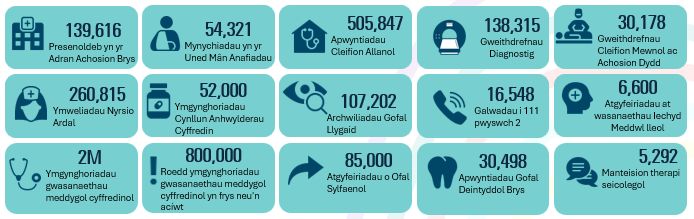 139,616
Presenoldeb yn yr
Adran Achosion Brys
54,321
Mynychiadau yn yr
Uned Mân Anafiadau
505,847
Apwyntiadau
Cleifion Allanol
138,315
Gweithdrefnau
Diagnostig
30,178
Gweithdrefnau
Cleifion Mewnol ac
Achosion Dydd
260,815
Ymweliadau Nyrsio
Ardal
52,000
Ymgynghoriadau
Cynllun Anhwylderau
Cyffredin
107,202
Archwiliadau Gofal
Llygaid
16,548
Galwadau i 111
pwyswch 2
6,600
Atgyfeiriadau at
wasanaethau Iechyd
Meddwl lleol
2M
Ymgynghoriadau
gwasanaethau meddygol
meddygol cyffredinol
800,000
Roedd ymgynghoriadau
gwasanaethau meddygol
cyffredinol yn frys neu'n
aciwt
85,000
Atgyfeiriadau o Ofal
Sylfaenol
30,498
Apwyntiadau Gofal
Deintyddol Brys
5,292
Manteision therapi
seicolegol